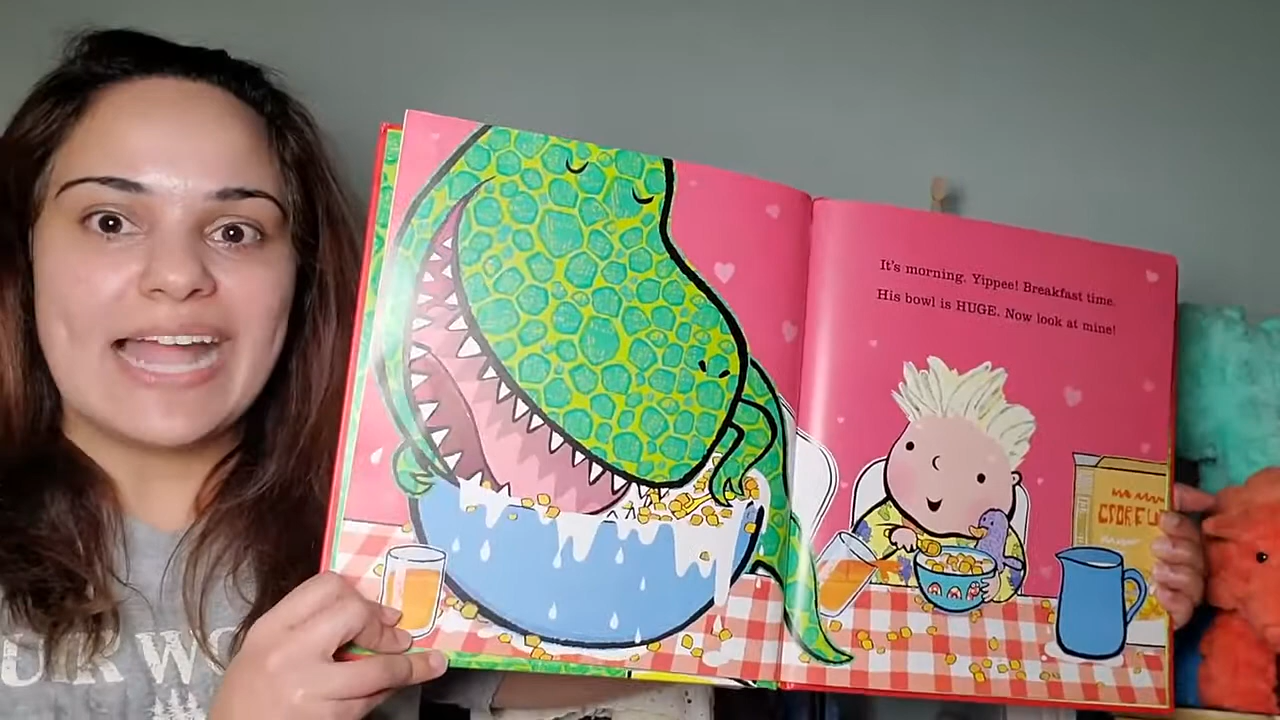 It's morning. Yippee! Breakfast time.
His bowl is HUGE. Now look at mine!